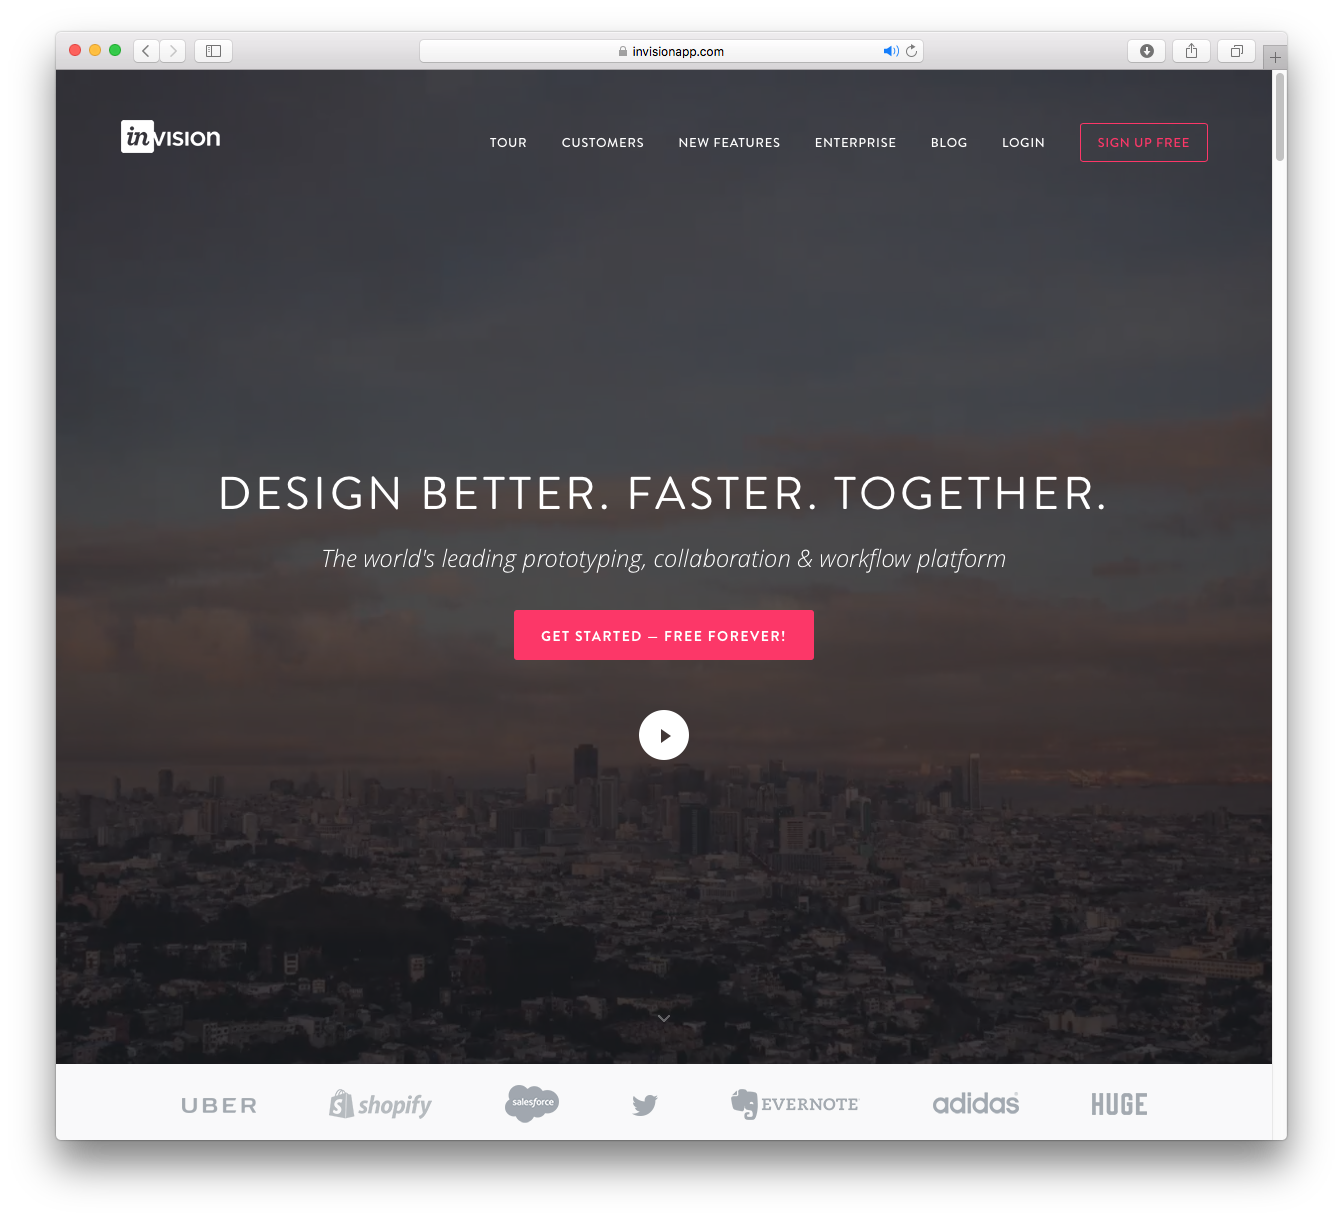 invisionapp.com
invision
TOUR CUSTOMERS NEW FEATURES ENTERPRISE BLOG LOGIN SIGN UP FREE
DESIGN BETTER. FASTER. TOGETHER.
The world's leading prototyping, collaboration & workflow platform
GET STARTED — FREE FOREVER!
UBER shopify salesforce EVERNOTE adidas HUGE